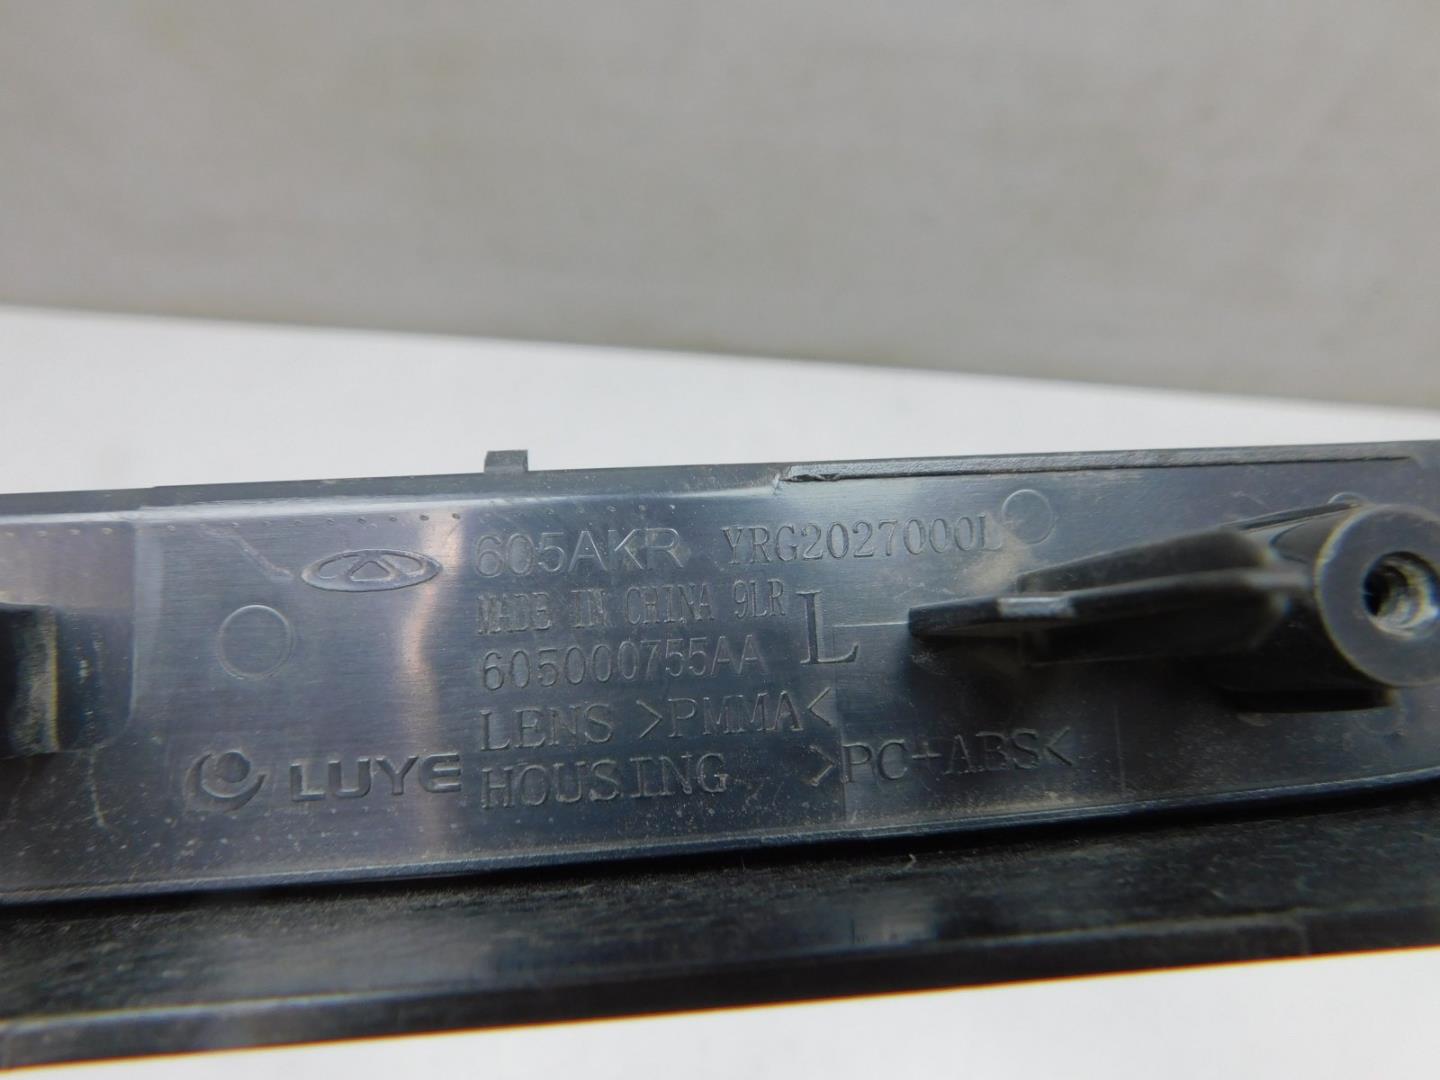 605AKR YRG2027000L
MADE IN CHINA 9LR
605000755AA L
LENS >PMMA<
LUYE HOUSING >PC+ABS<